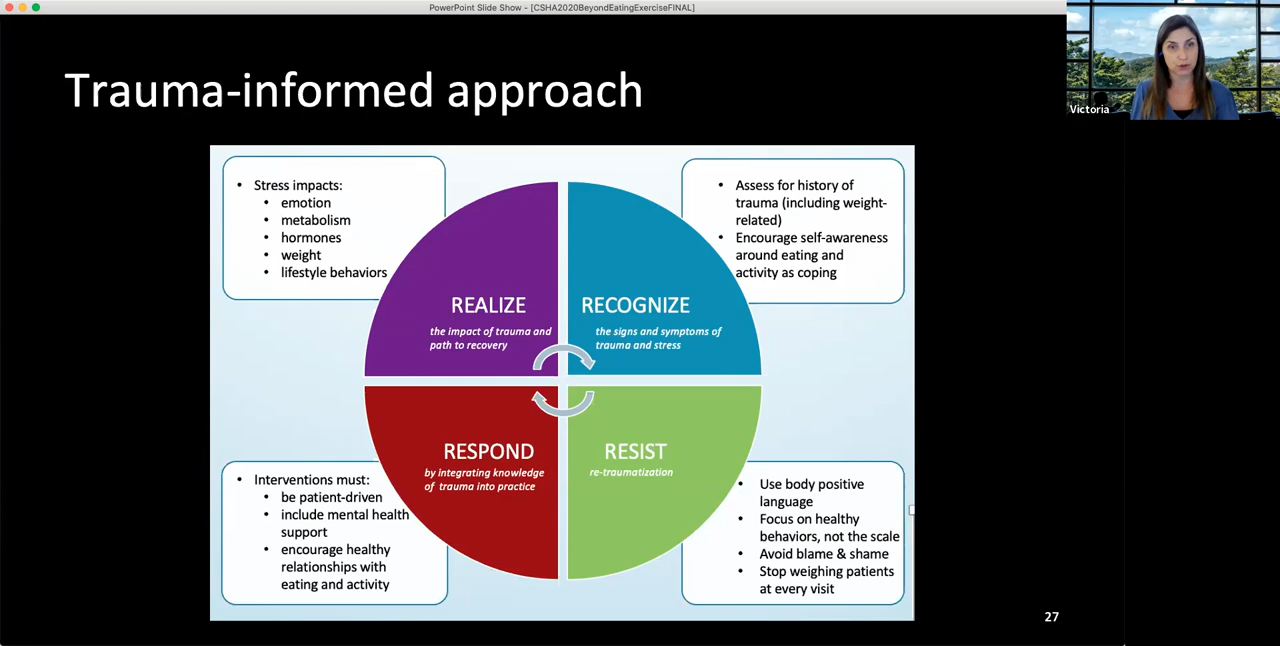 PowerPoint Slide Show - [CSHA2020BeyondEatingExerciseFINAL]
Victoria
Trauma-informed approach
• Stress impacts:
• emotion
• metabolism
• hormones
• weight
• lifestyle behaviors
• Assess for history of
trauma (including weight-
related)
• Encourage self-awareness
around eating and
activity as coping
REALIZE
the impact of trauma and
path to recovery
RECOGNIZE
the signs and symptoms of
trauma and stress
RESPOND
by integrating knowledge
of trauma into practice
RESIST
re-traumatization
• Interventions must:
• be patient-driven
• include mental health
support
• encourage healthy
relationships with
eating and activity
• Use body positive
language
• Focus on healthy
behaviors, not the scale
• Avoid blame & shame
• Stop weighing patients
at every visit
27